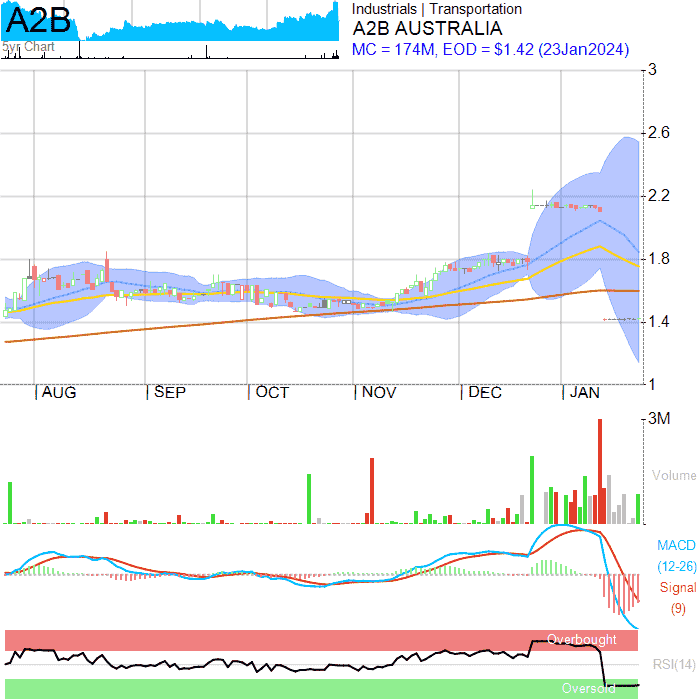 A2B
5yr Chart
Industrials | Transportation
A2B AUSTRALIA
MC = 174M, EOD = $1.42 (23Jan2024)
3
2.6
2.2
1.8
1.4
1
AUG SEP OCT NOV DEC JAN
3M
Volume
MACD
(12-26)
Signal
(9)
Overbought
RSI(14)
Oversold